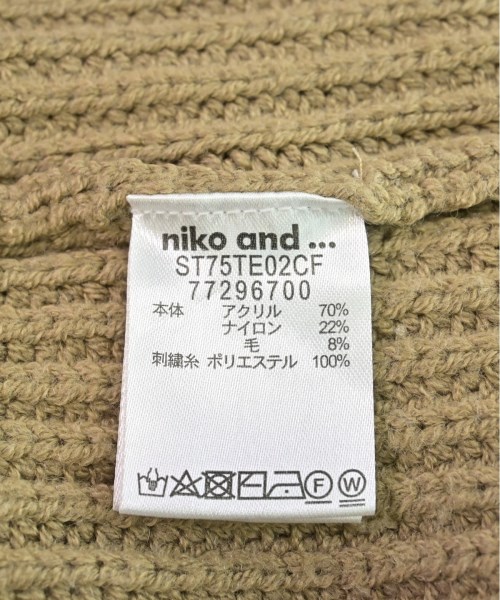 niko and ...
ST75TE02CF
77296700
本体 アクリル 70%
ナイロン 22%
毛 8%
刺繍糸 ポリエステル 100%
F W